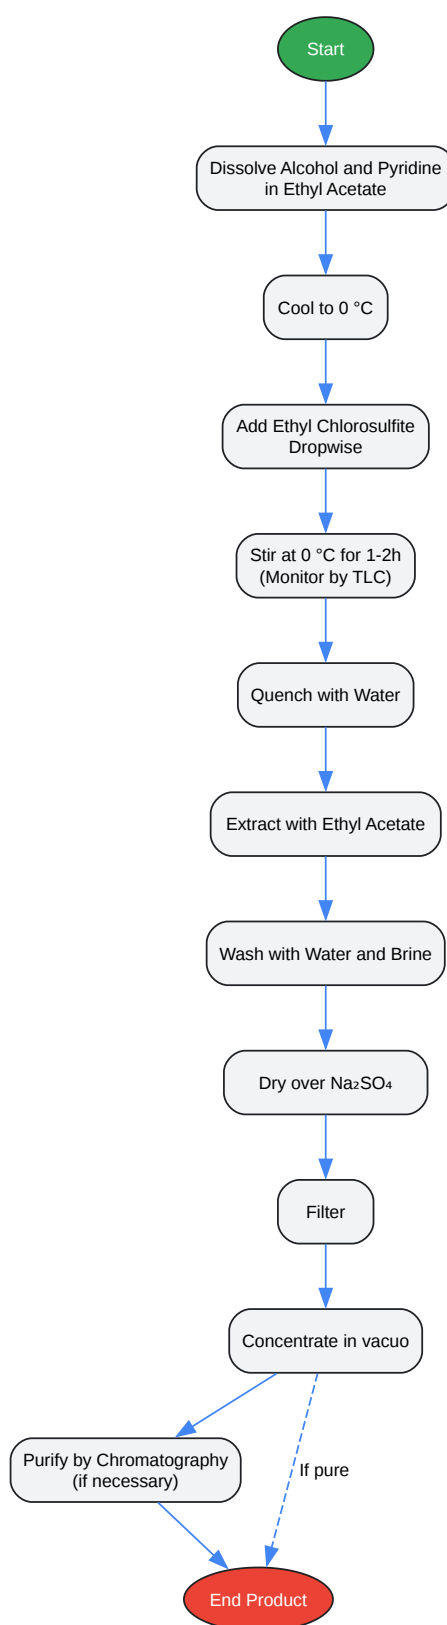 Start
Dissolve Alcohol and Pyridine
in Ethyl Acetate
Cool to 0 °C
Add Ethyl Chlorosulfite
Dropwise
Stir at 0 °C for 1-2h
(Monitor by TLC)
Quench with Water
Extract with Ethyl Acetate
Wash with Water and Brine
Dry over Na₂SO₄
Filter
Concentrate in vacuo
Purify by Chromatography
(if necessary)
If pure
End Product